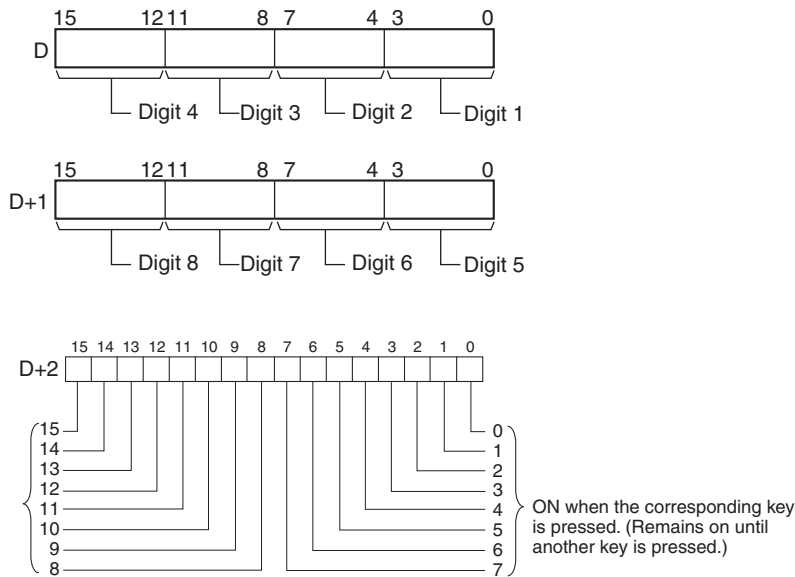 15 12 11 8 7 4 3 0
D
Digit 4 Digit 3 Digit 2 Digit 1
15 12 11 8 7 4 3 0
D+1
Digit 8 Digit 7 Digit 6 Digit 5
15 14 13 12 11 10 9 8 7 6 5 4 3 2 1 0
D+2
15 0
14 1
13 2
12 3
11 4
10 5
9 6
8 7
ON when the corresponding key
is pressed. (Remains on until
another key is pressed.)